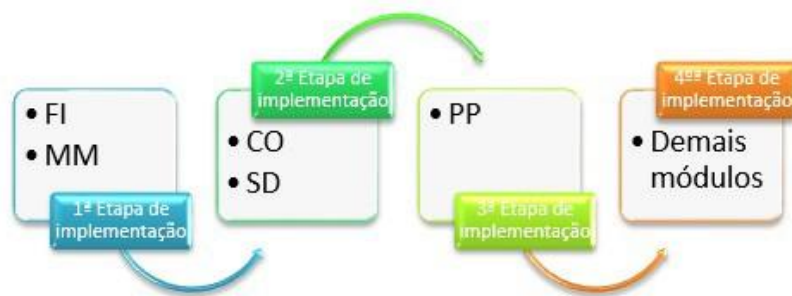 • FI
• MM
1ª Etapa de
implementação
2ª Etapa de
implementação
• CO
• SD
• PP
3ª Etapa de
implementação
4ªª Etapa de
implementação
• Demais
módulos